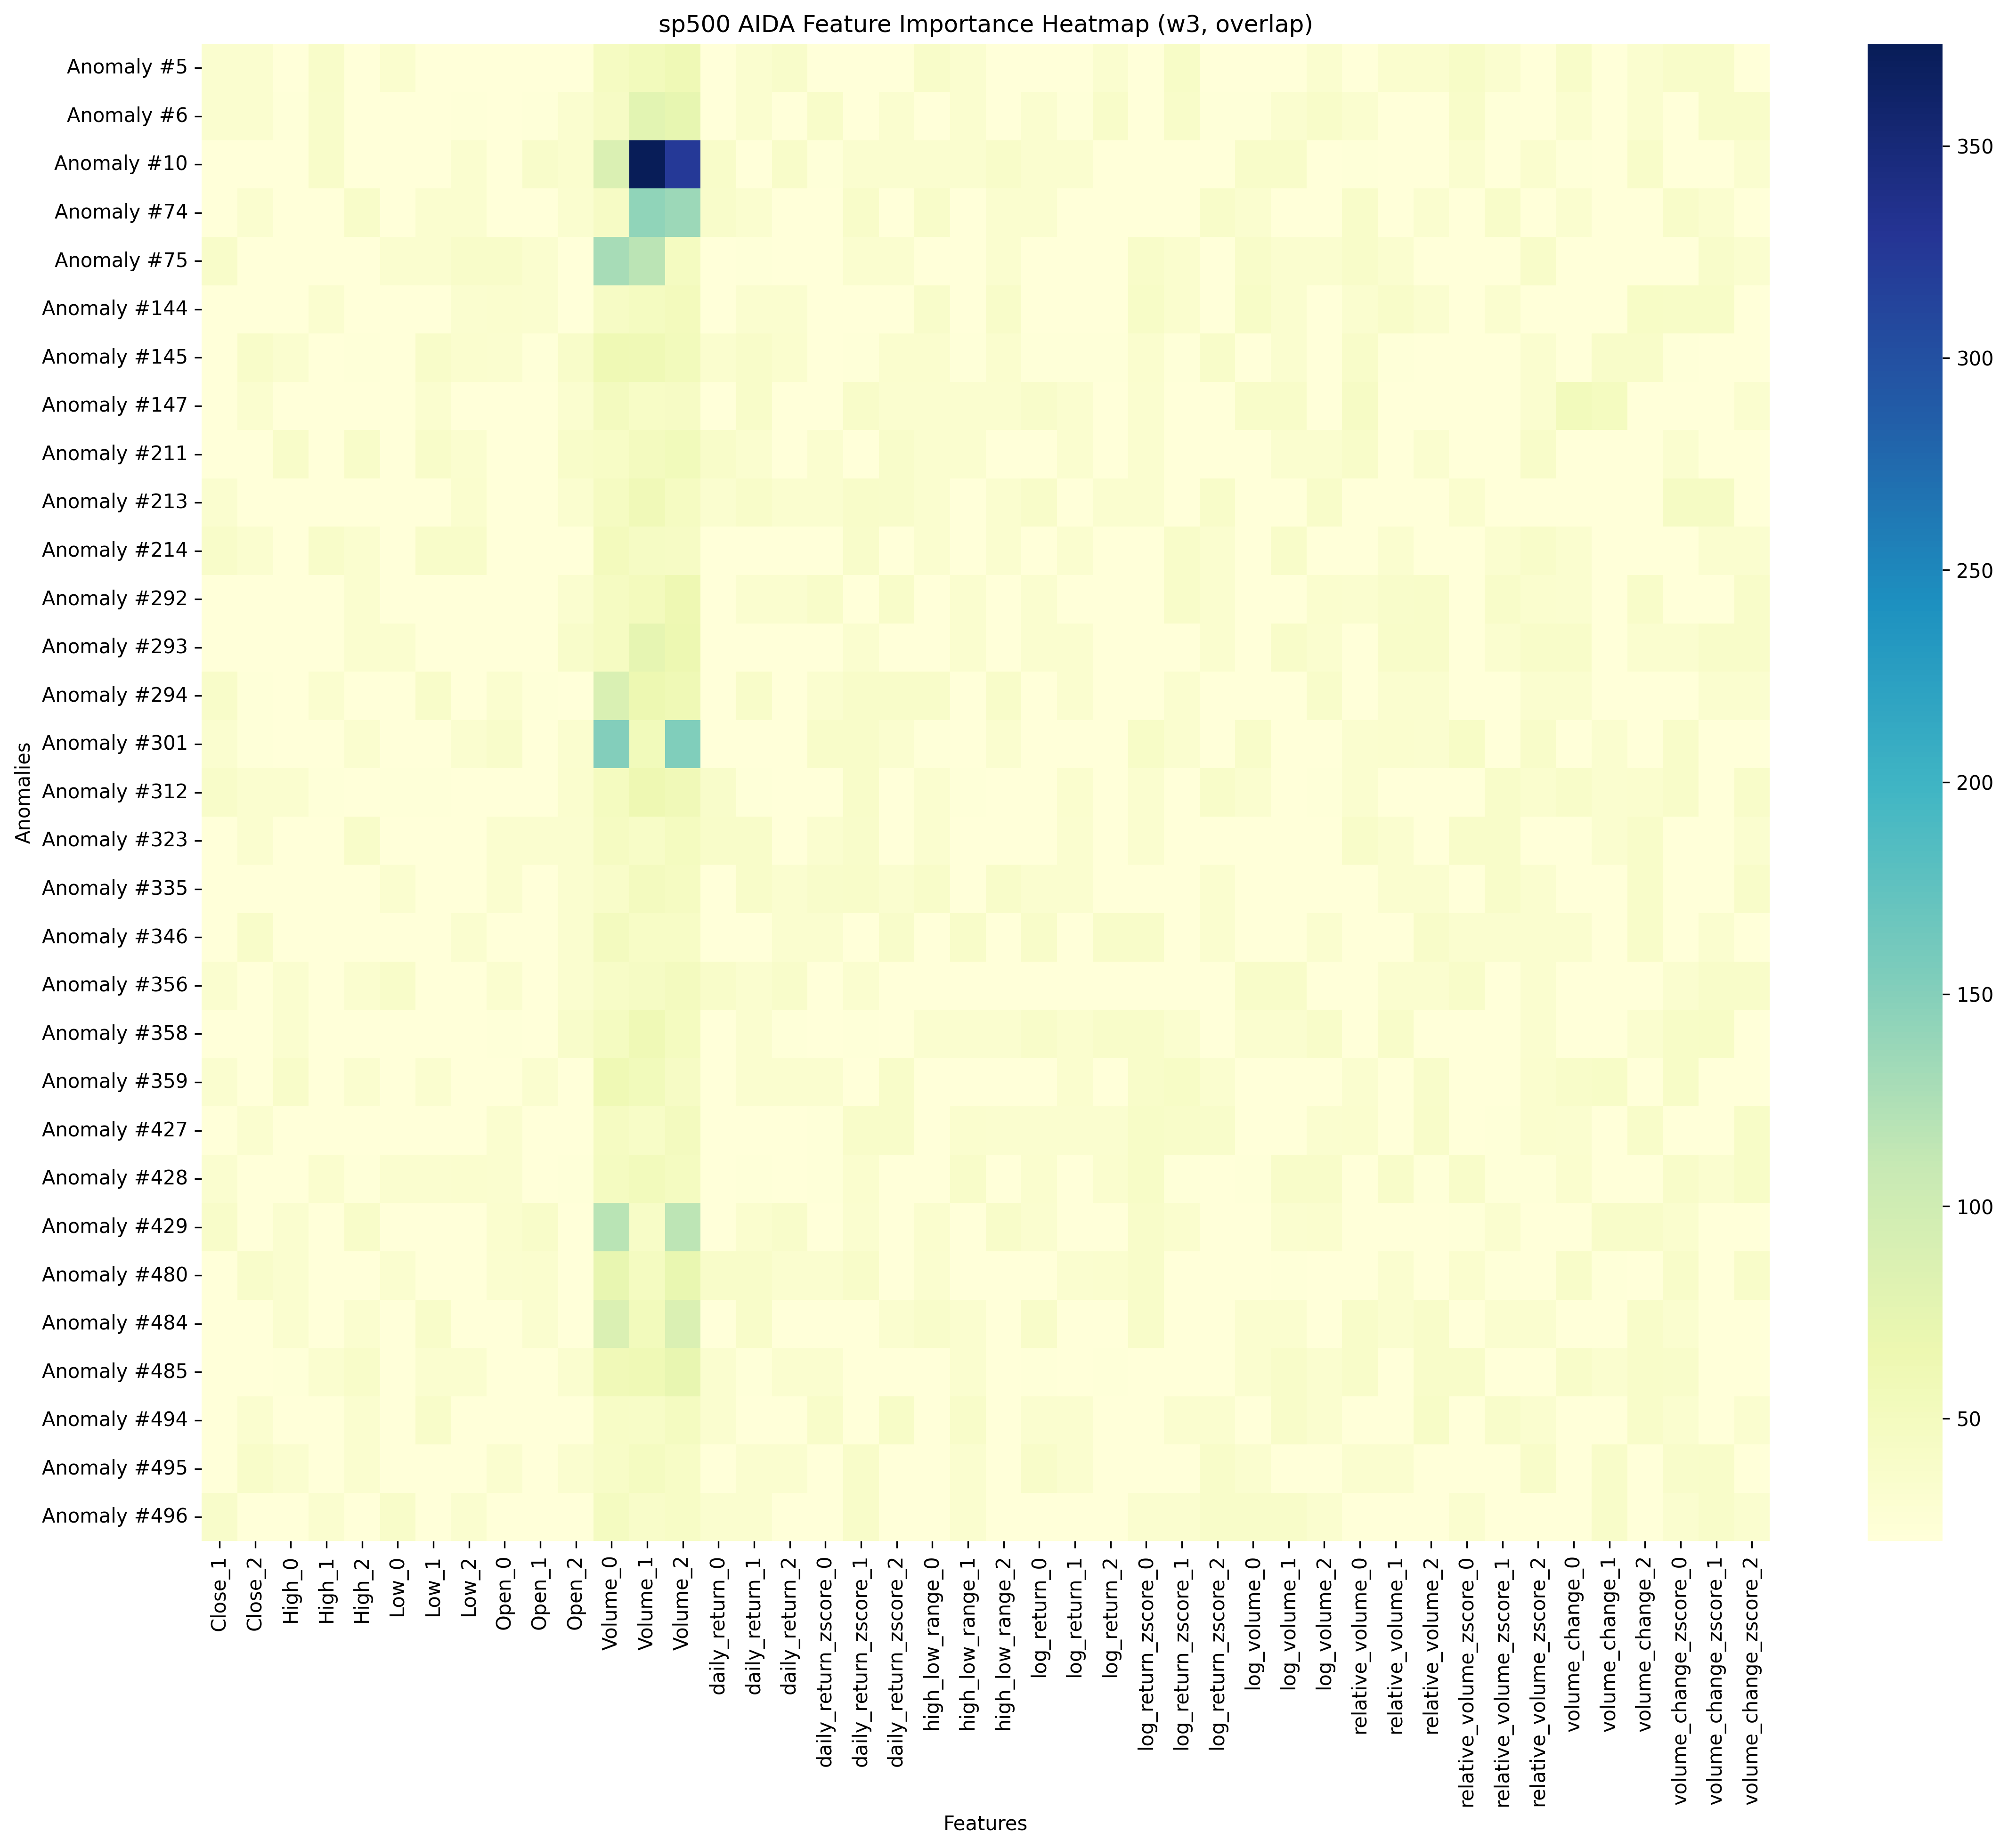 sp500 AIDA Feature Importance Heatmap (w3, overlap)
Anomalies
Anomaly #5
Anomaly #6
Anomaly #10
Anomaly #74
Anomaly #75
Anomaly #144
Anomaly #145
Anomaly #147
Anomaly #211
Anomaly #213
Anomaly #214
Anomaly #292
Anomaly #293
Anomaly #294
Anomaly #301
Anomaly #312
Anomaly #323
Anomaly #335
Anomaly #346
Anomaly #356
Anomaly #358
Anomaly #359
Anomaly #427
Anomaly #428
Anomaly #429
Anomaly #480
Anomaly #484
Anomaly #485
Anomaly #494
Anomaly #495
Anomaly #496
Close_1
Close_2
High_0
High_1
High_2
Low_0
Low_1
Low_2
Open_0
Open_1
Open_2
Volume_0
Volume_1
Volume_2
daily_return_0
daily_return_1
daily_return_2
daily_return_zscore_0
daily_return_zscore_1
daily_return_zscore_2
high_low_range_0
high_low_range_1
high_low_range_2
log_return_0
log_return_1
log_return_2
log_return_zscore_0
log_return_zscore_1
log_return_zscore_2
log_volume_0
log_volume_1
log_volume_2
relative_volume_0
relative_volume_1
relative_volume_2
relative_volume_zscore_0
relative_volume_zscore_1
relative_volume_zscore_2
volume_change_0
volume_change_1
volume_change_2
volume_change_zscore_0
volume_change_zscore_1
volume_change_zscore_2
Features
350
300
250
200
150
100
50